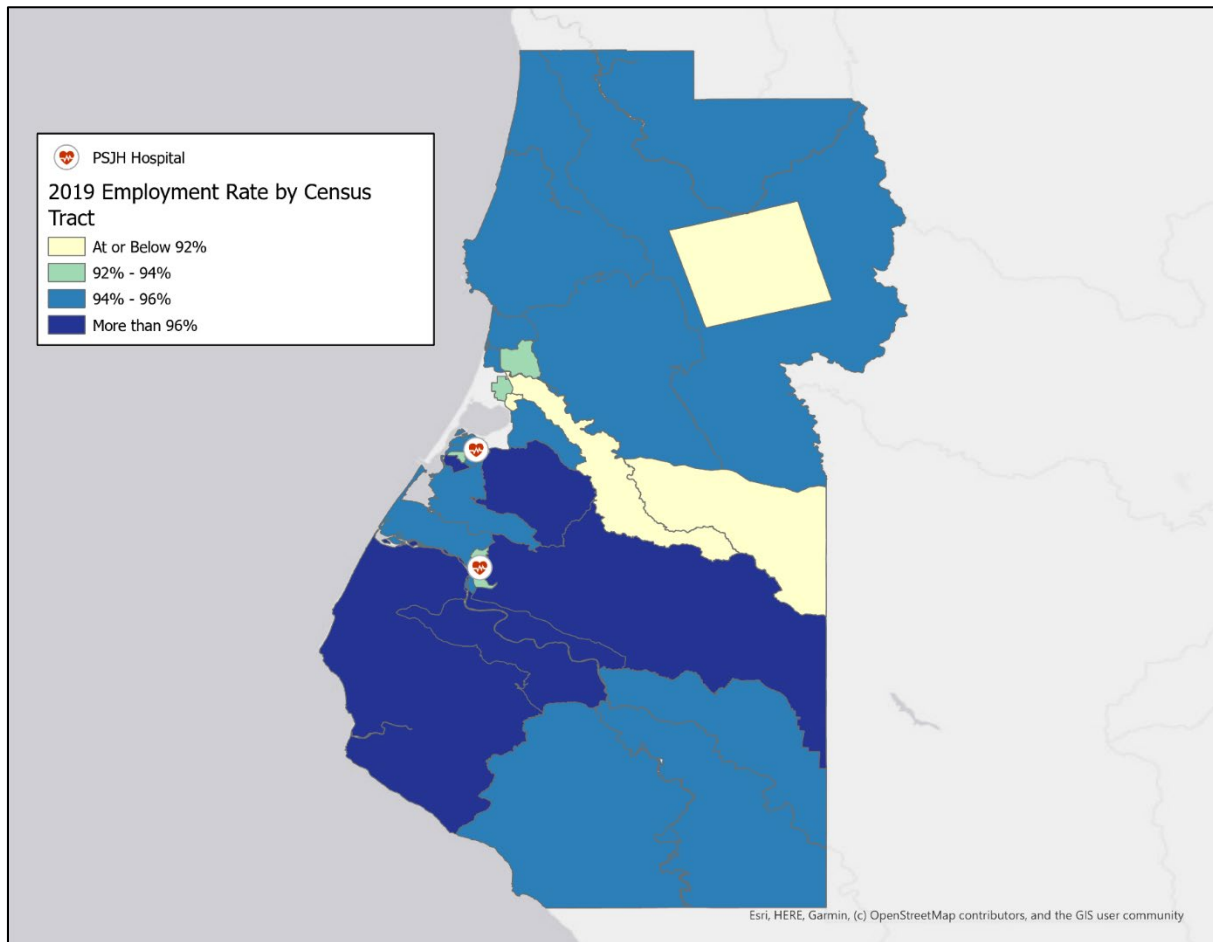 PSJH Hospital
2019 Employment Rate by Census
Tract
At or Below 92%
92% - 94%
94% - 96%
More than 96%
Esri, HERE, Garmin, (c) OpenStreetMap contributors, and the GIS user community